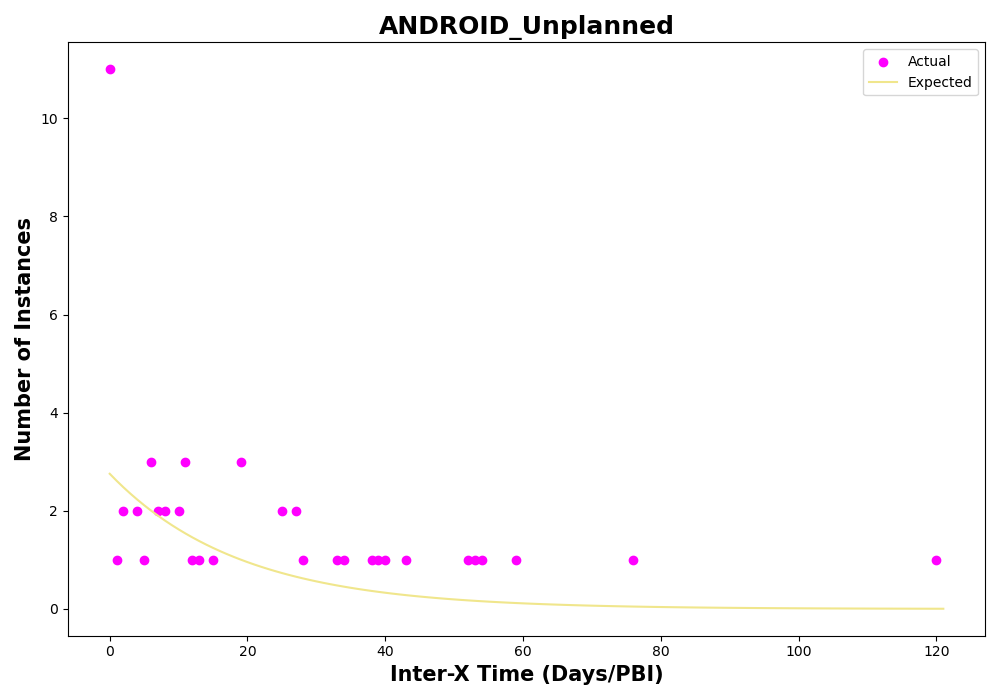 ANDROID_Unplanned
Actual
Expected
Number of Instances
10
8
6
4
2
0
0 20 40 60 80 100 120
Inter-X Time (Days/PBI)